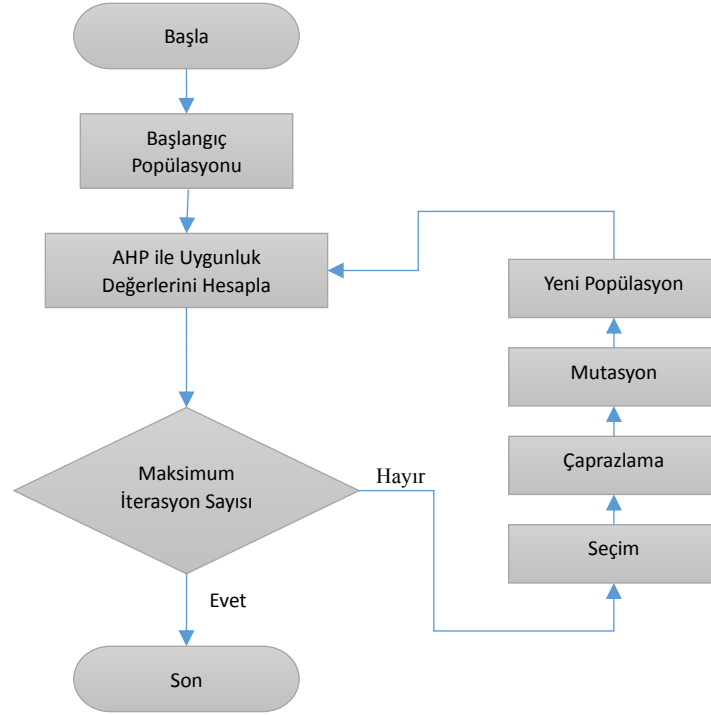 Başla
Başlangıç
Popülasyonu
AHP ile Uygunluk
Değerlerini Hesapla
Maksimum
İterasyon Sayısı
Hayır
Evet
Son
Yeni Popülasyon
Mutasyon
Çaprazlama
Seçim